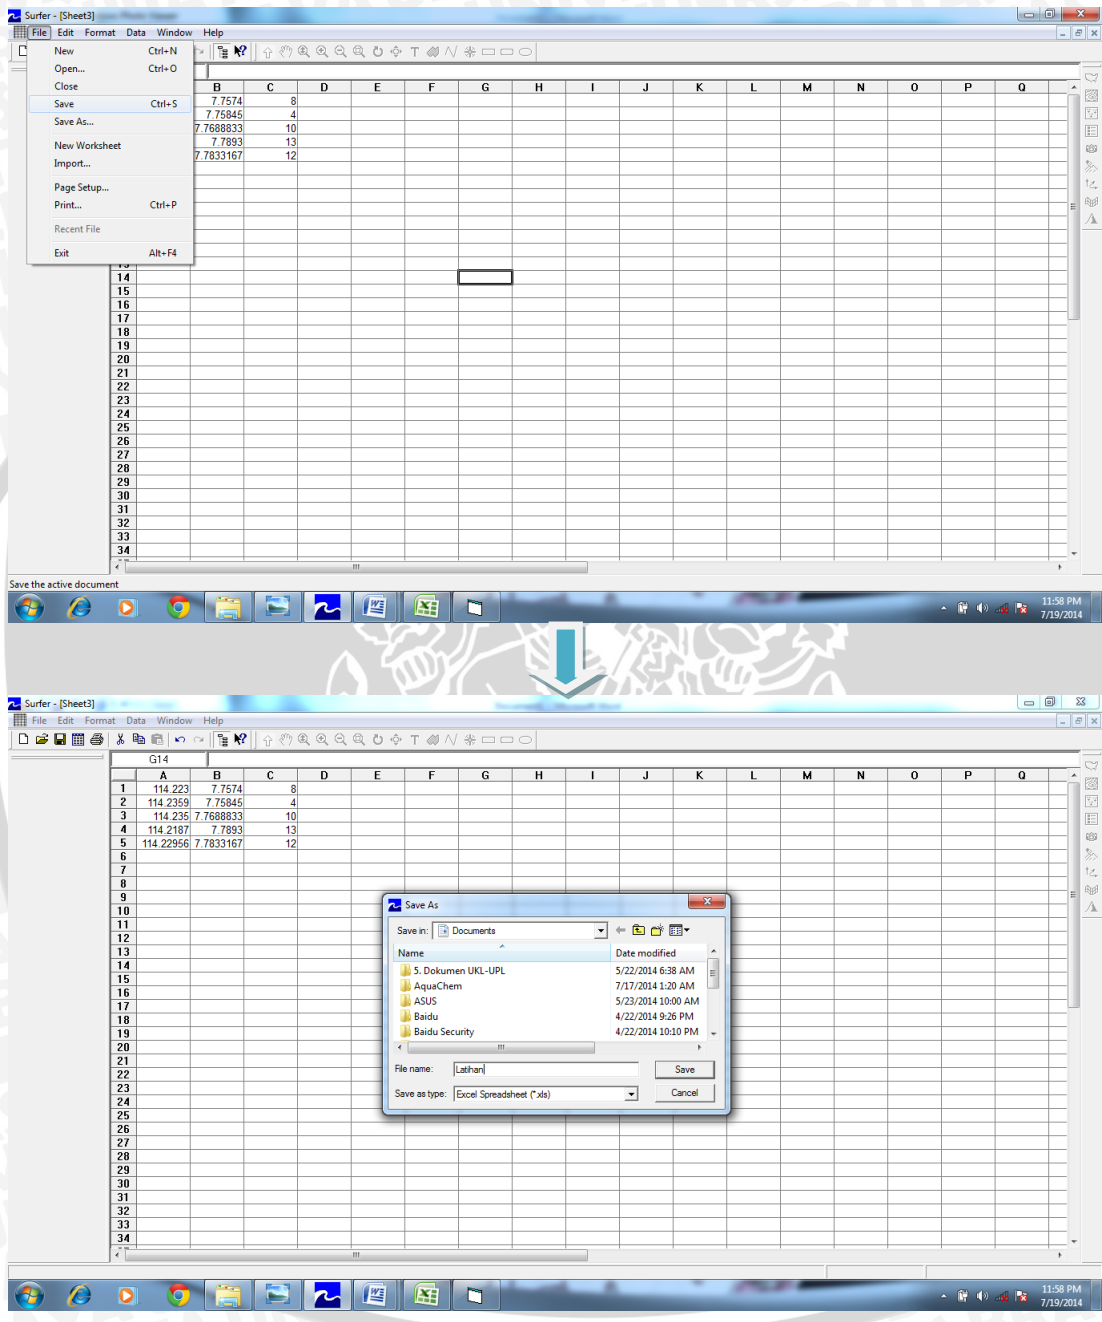 Surfer - [Sheet3]
File Edit Format Data Window Help
New Ctrl+N
Open... Ctrl+O
Close
Save Ctrl+S
Save As...
New Worksheet
Import...
Page Setup...
Print... Ctrl+P
Recent File
Exit Alt+F4
B C D E F G H I J K L M N O P Q
7.7574 8
7.75845 4
7.7688833 10
7.7893 13
7.7833167 12
14
15
16
17
18
19
20
21
22
23
24
25
26
27
28
29
30
31
32
33
34
Save the active document
11:58 PM
7/19/2014
Surfer - [Sheet3]
File Edit Format Data Window Help
G14
A B C D E F G H I J K L M N O P Q
1 114.223 7.7574 8
2 114.2359 7.75845 4
3 114.235 7.7688833 10
4 114.2187 7.7893 13
5 114.22956 7.7833167 12
6
7
8
9
10
11
12
13
14
15
16
17
18
19
20
21
22
23
24
25
26
27
28
29
30
31
32
33
34
Save As
Save in: Documents
Name Date modified
5. Dokumen UKL-UPL 5/22/2014 6:38 AM
AquaChem 7/17/2014 1:20 AM
ASUS 5/23/2014 10:00 AM
Baidu 4/22/2014 9:26 PM
Baidu Security 4/22/2014 10:10 PM
File name: Latihan Save
Save as type: Excel Spreadsheet (*.xls) Cancel
11:58 PM
7/19/2014